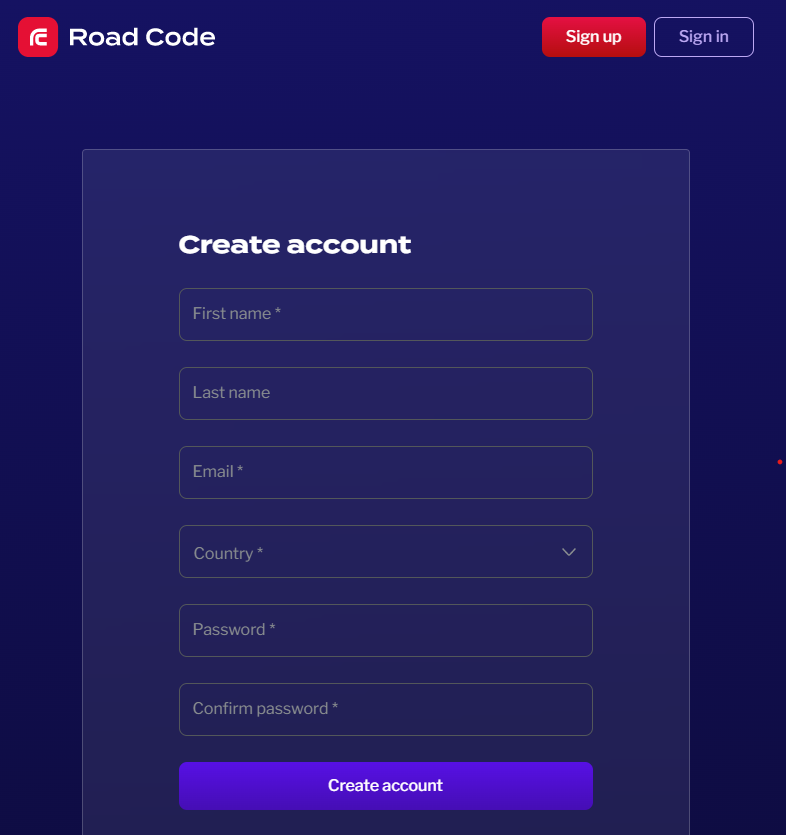 Road Code
Sign up
Sign in
Create account
First name *
Last name
Email *
Country *
Password *
Confirm password *
Create account